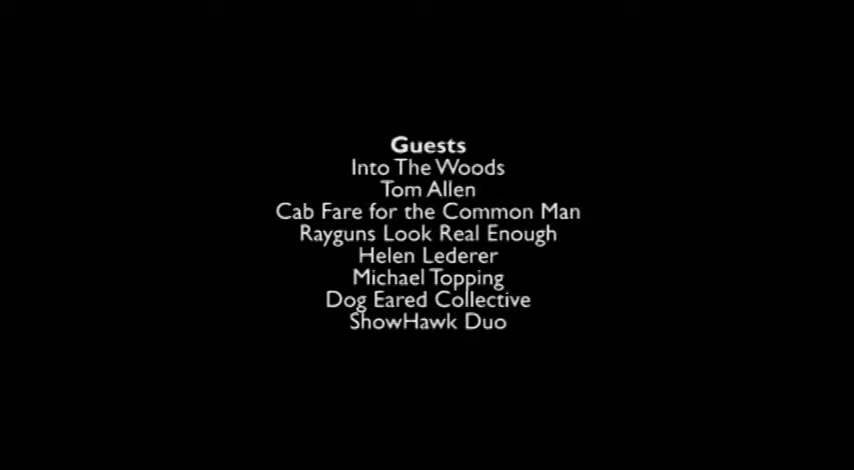 Guests
Into The Woods
Tom Allen
Cab Fare for the Common Man
Rayguns Look Real Enough
Helen Lederer
Michael Topping
Dog Eared Collective
ShowHawk Duo